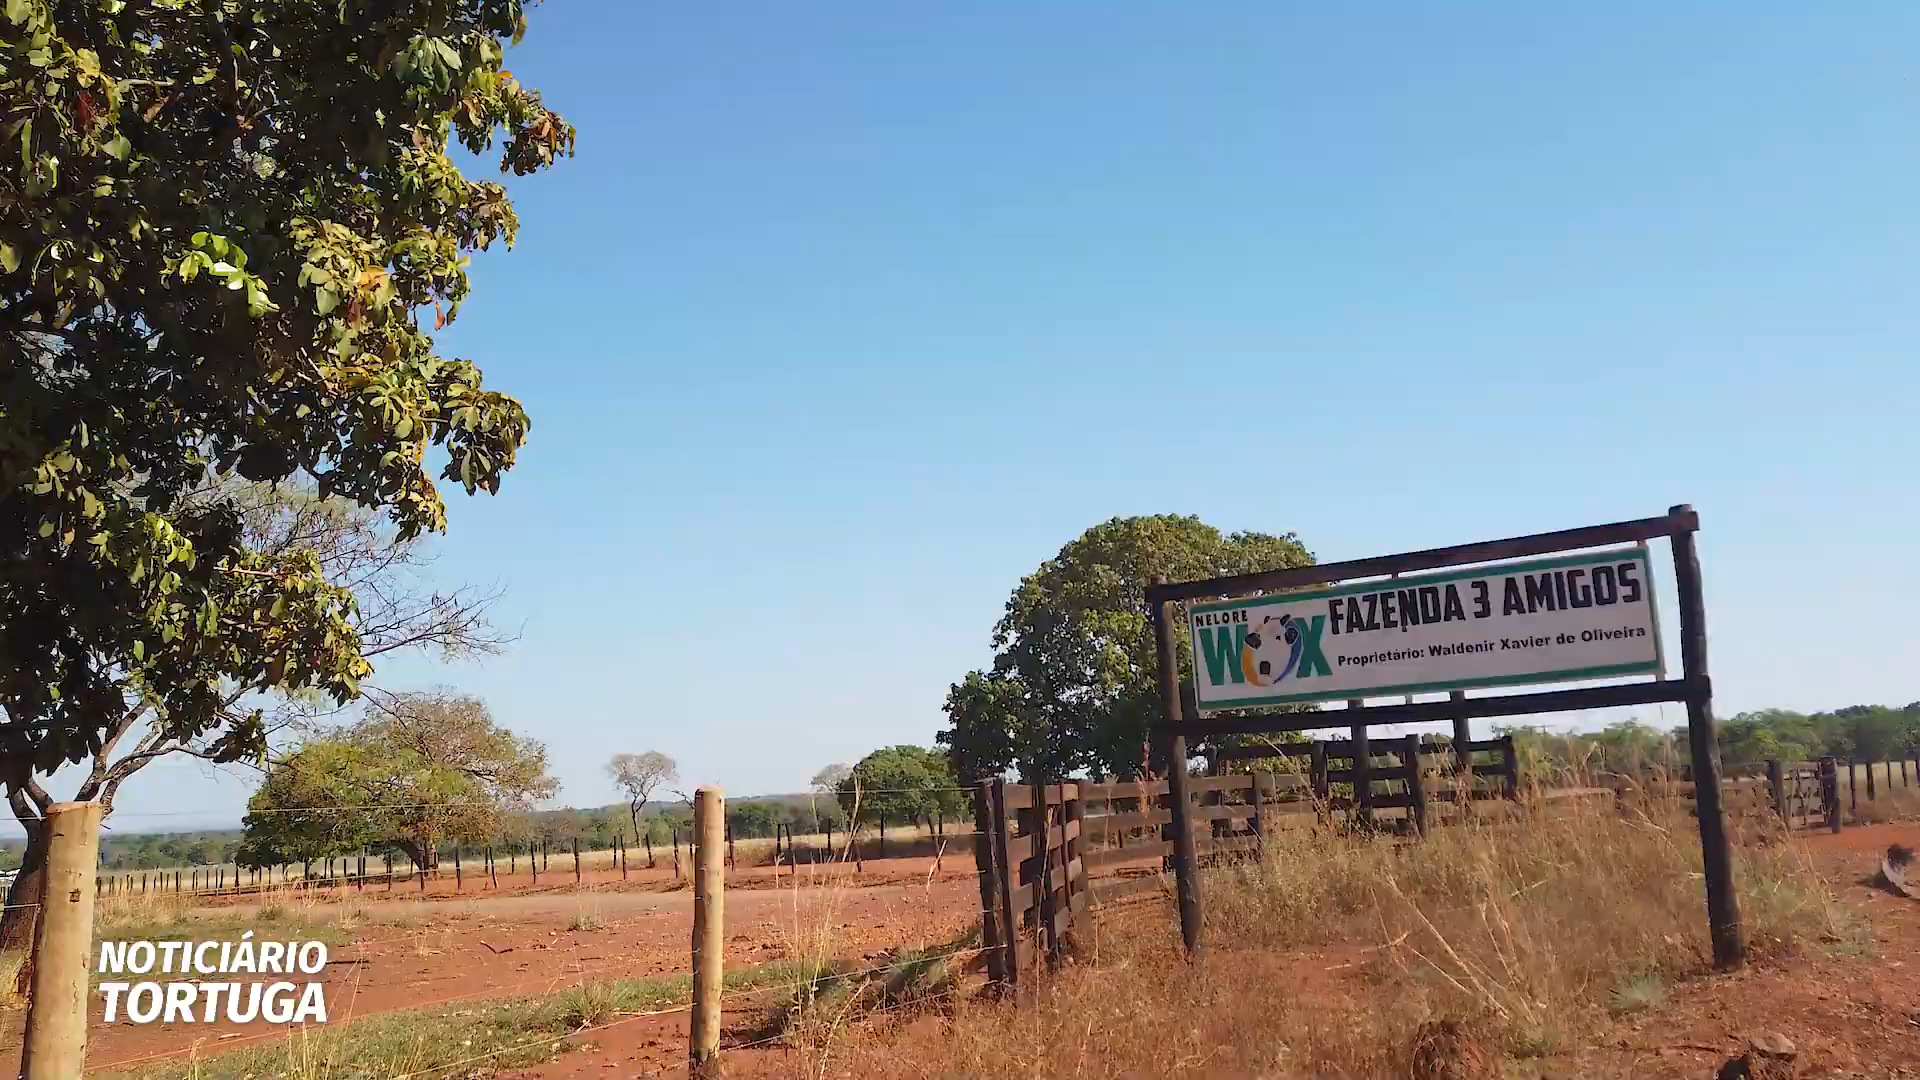 NELORE
WOX
FAZENDA 3 AMIGOS
Proprietário: Waldenir Xavier de Oliveira
NOTICIÁRIO
TORTUGA